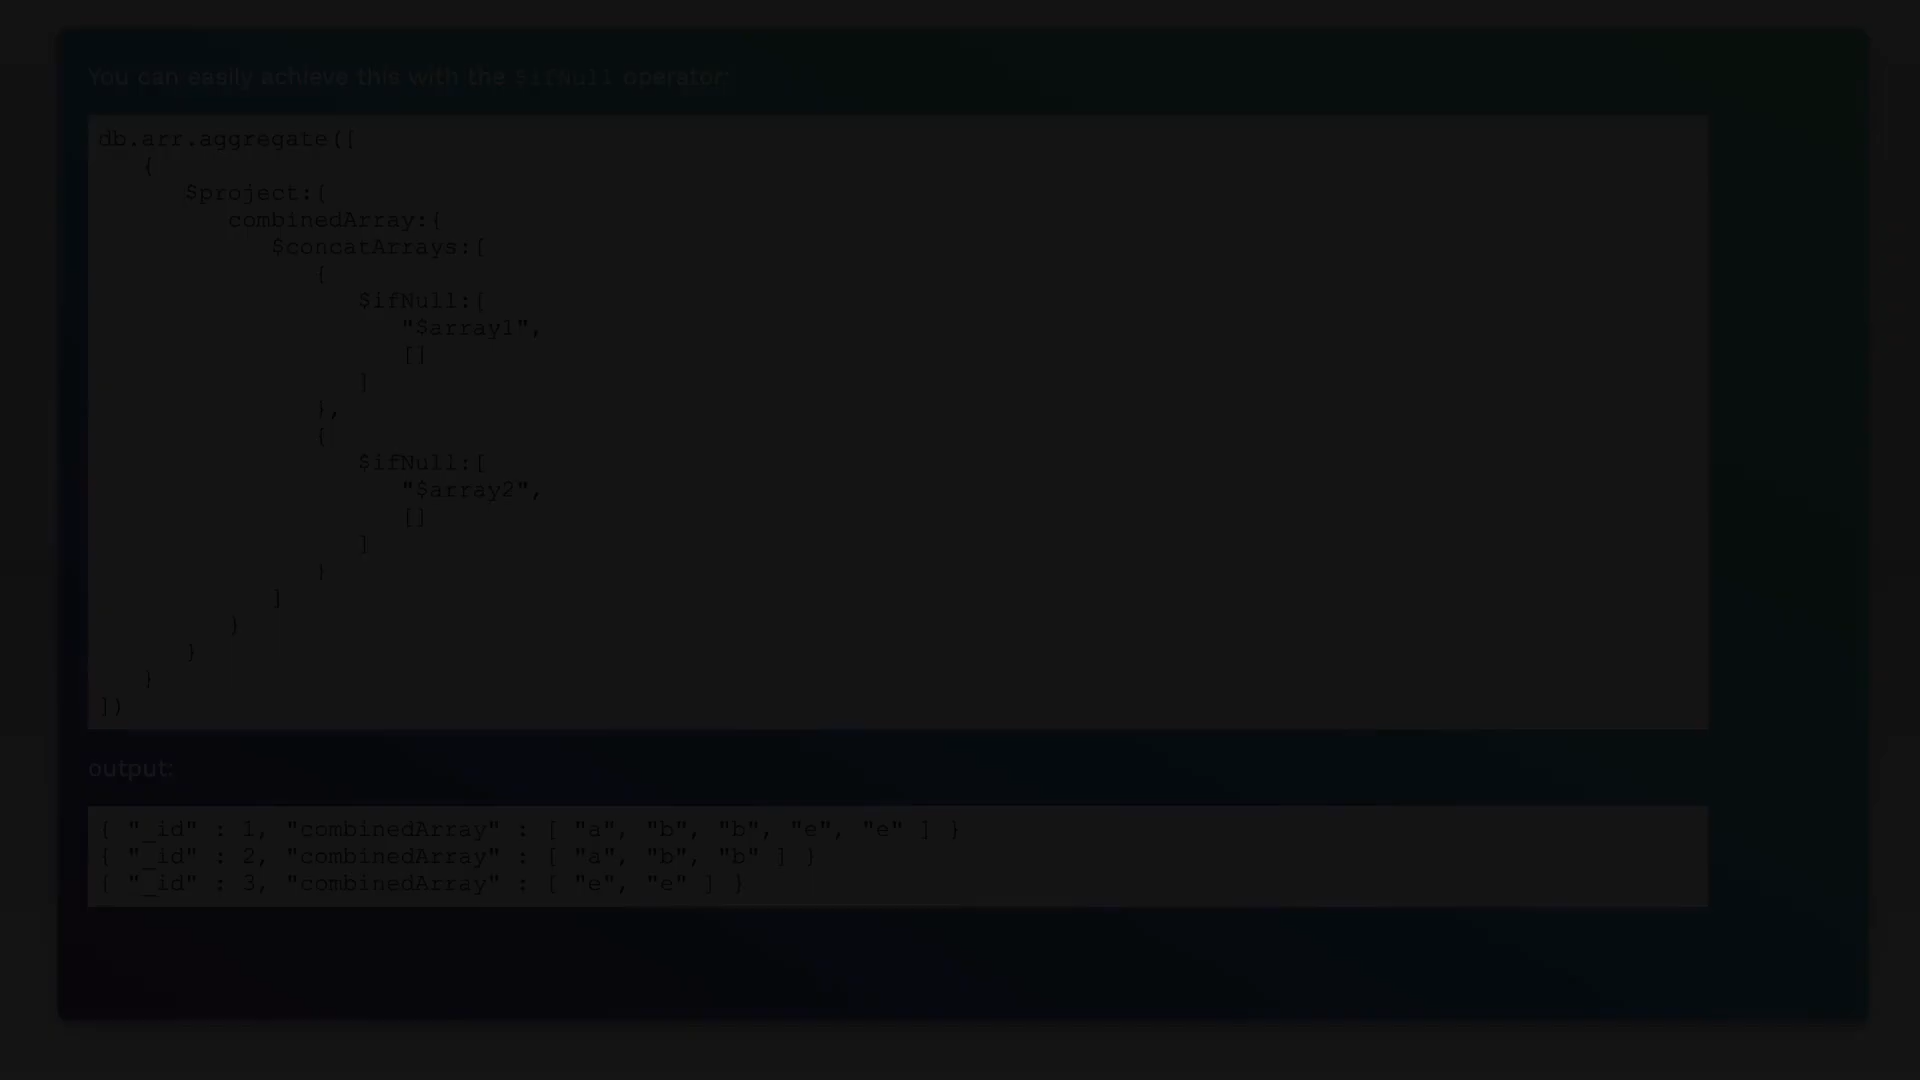 You can easily achieve this with the $ifNull operator:
db.arr.aggregate([
   {
      $project:{
         combinedArray:{
            $concatArrays:[
               {
                  $ifNull:[
                     "$array1",
                     []
                  ]
               },
               {
                  $ifNull:[
                     "$array2",
                     []
                  ]
               }
            ]
         }
      }
   }
])
output:
{ "_id" : 1, "combinedArray" : [ "a", "b", "b", "e", "e" ] }
{ "_id" : 2, "combinedArray" : [ "a", "b", "b" ] }
{ "_id" : 3, "combinedArray" : [ "e", "e" ] }